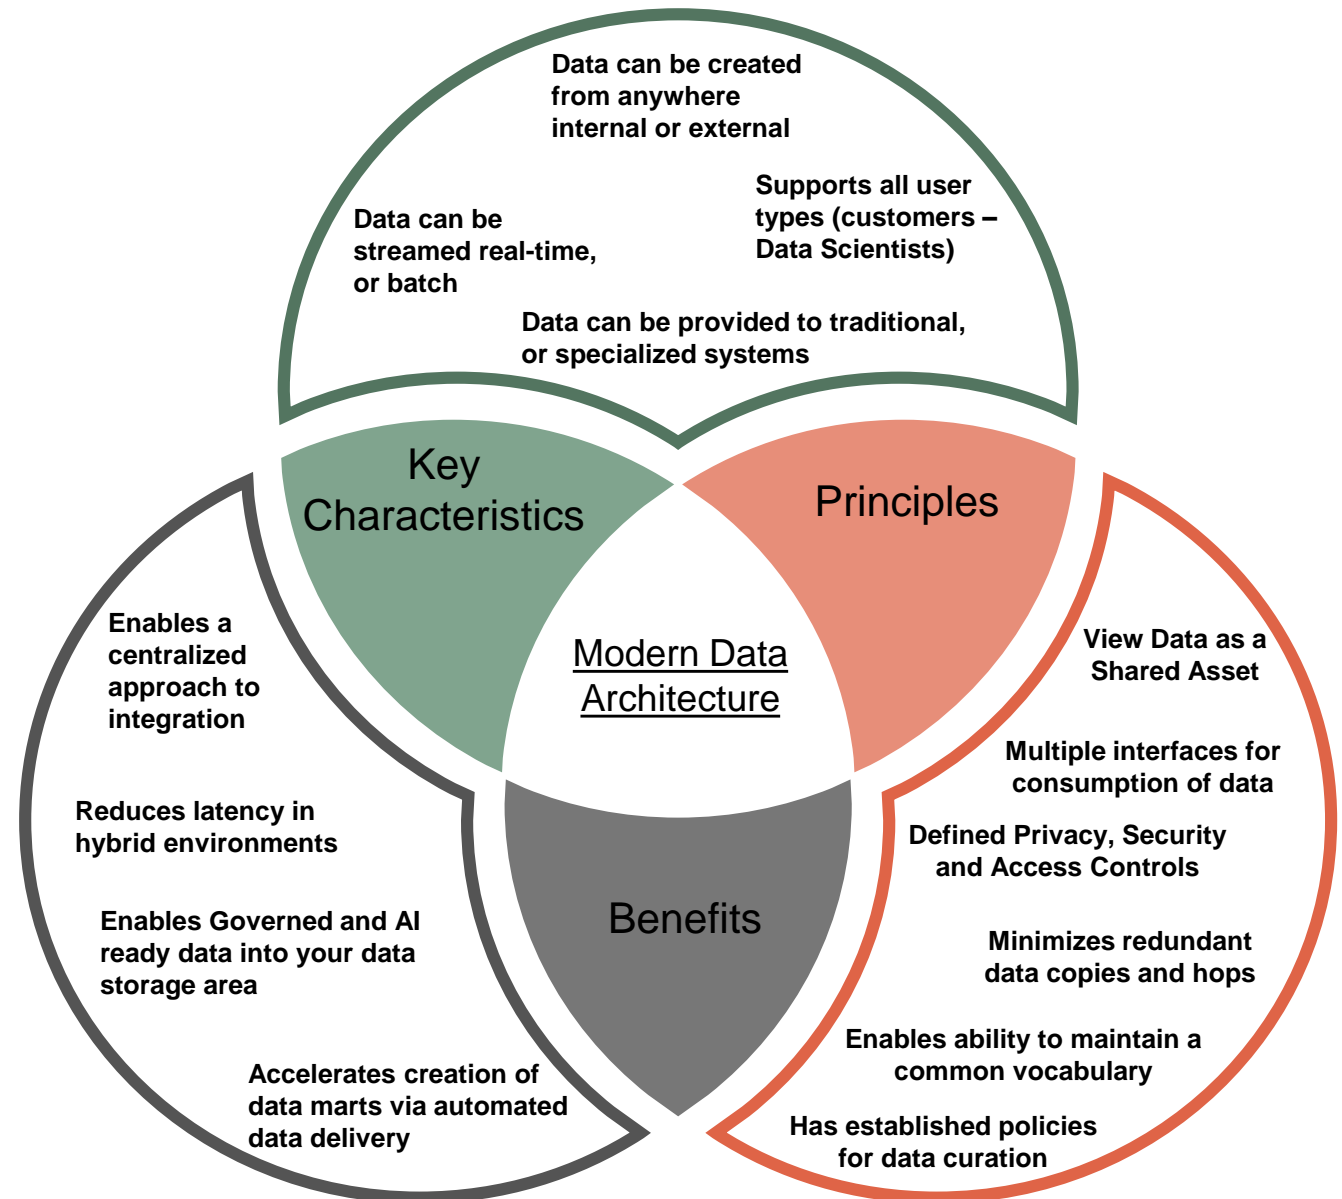 Data can be created
from anywhere
internal or external
Supports all user
types (customers –
Data Scientists)
Data can be
streamed real-time,
or batch
Data can be provided to traditional,
or specialized systems
Key
Characteristics
Principles
Modern Data
Architecture
Benefits
Enables a
centralized
approach to
integration
Reduces latency in
hybrid environments
Enables Governed and AI
ready data into your data
storage area
Accelerates creation of
data marts via automated
data delivery
View Data as a
Shared Asset
Multiple interfaces for
consumption of data
Defined Privacy, Security
and Access Controls
Minimizes redundant
data copies and hops
Enables ability to maintain a
common vocabulary
Has established policies
for data curation